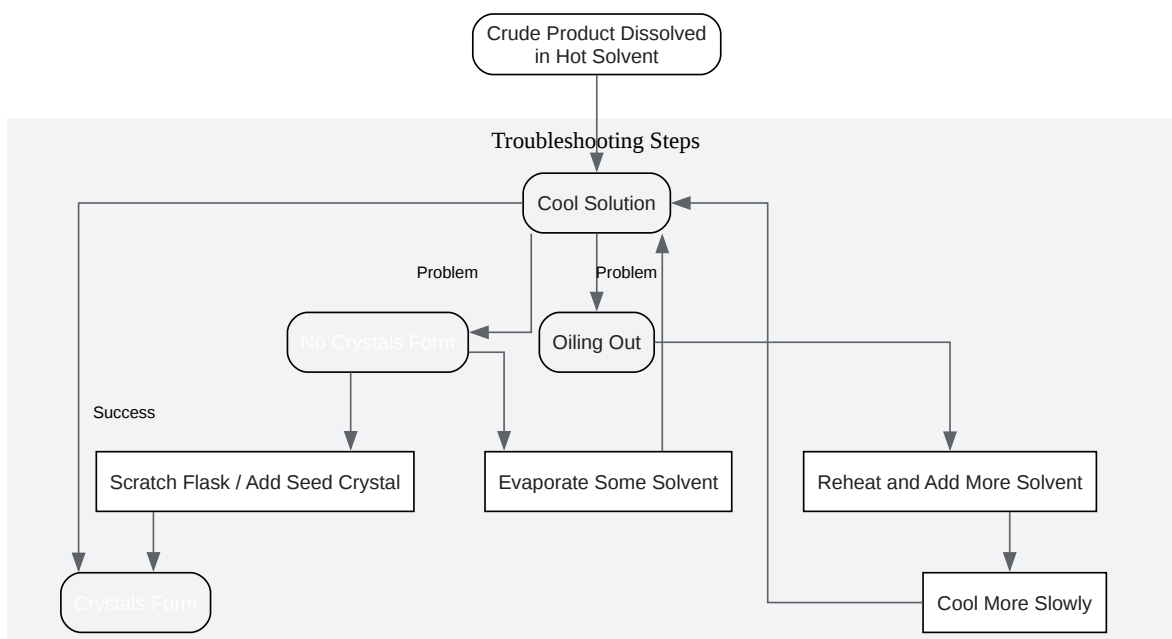 Crude Product Dissolved
in Hot Solvent
Troubleshooting Steps
Cool Solution
Problem
Problem
No Crystals Form
Oiling Out
Success
Scratch Flask / Add Seed Crystal
Evaporate Some Solvent
Reheat and Add More Solvent
Crystals Form
Cool More Slowly